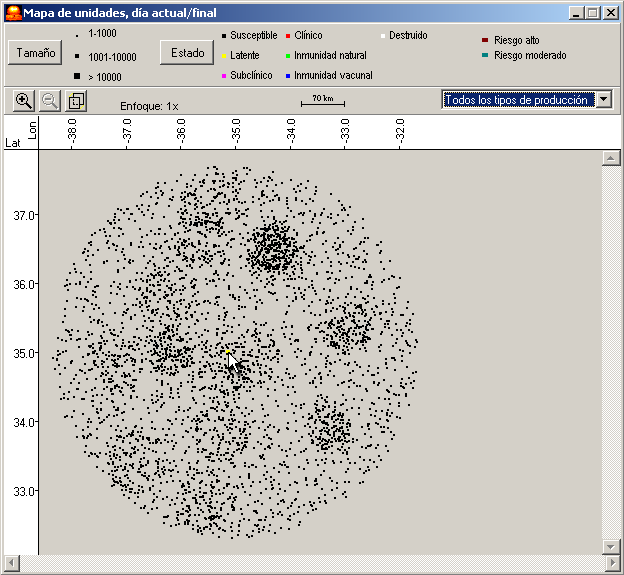 Mapa de unidades, día actual/final
Tamaño
1-1000
1001-10000
> 10000
Estado
Susceptible
Latente
Subclínico
Clínico
Inmunidad natural
Inmunidad vacunal
Destruido
Riesgo alto
Riesgo moderado
Enfoque: 1x
70 km
Todos los tipos de producción
Lat
Lon
-38.0
-37.0
-36.0
-35.0
-34.0
-33.0
-32.0
37.0
36.0
35.0
34.0
33.0